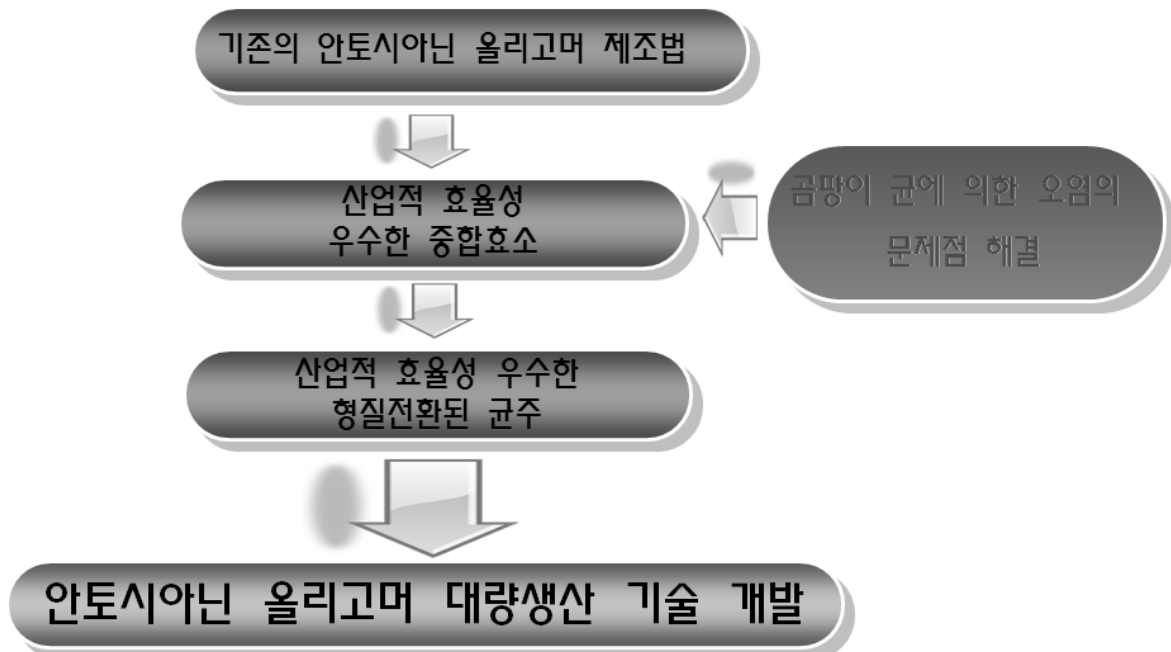 기존의 안토시아닌 올리고머 제조법
산업적 효율성
우수한 중합효소
곰팡이 균에 의한 오염의
문제점 해결
산업적 효율성 우수한
형질전환된 균주
안토시아닌 올리고머 대량생산 기술 개발